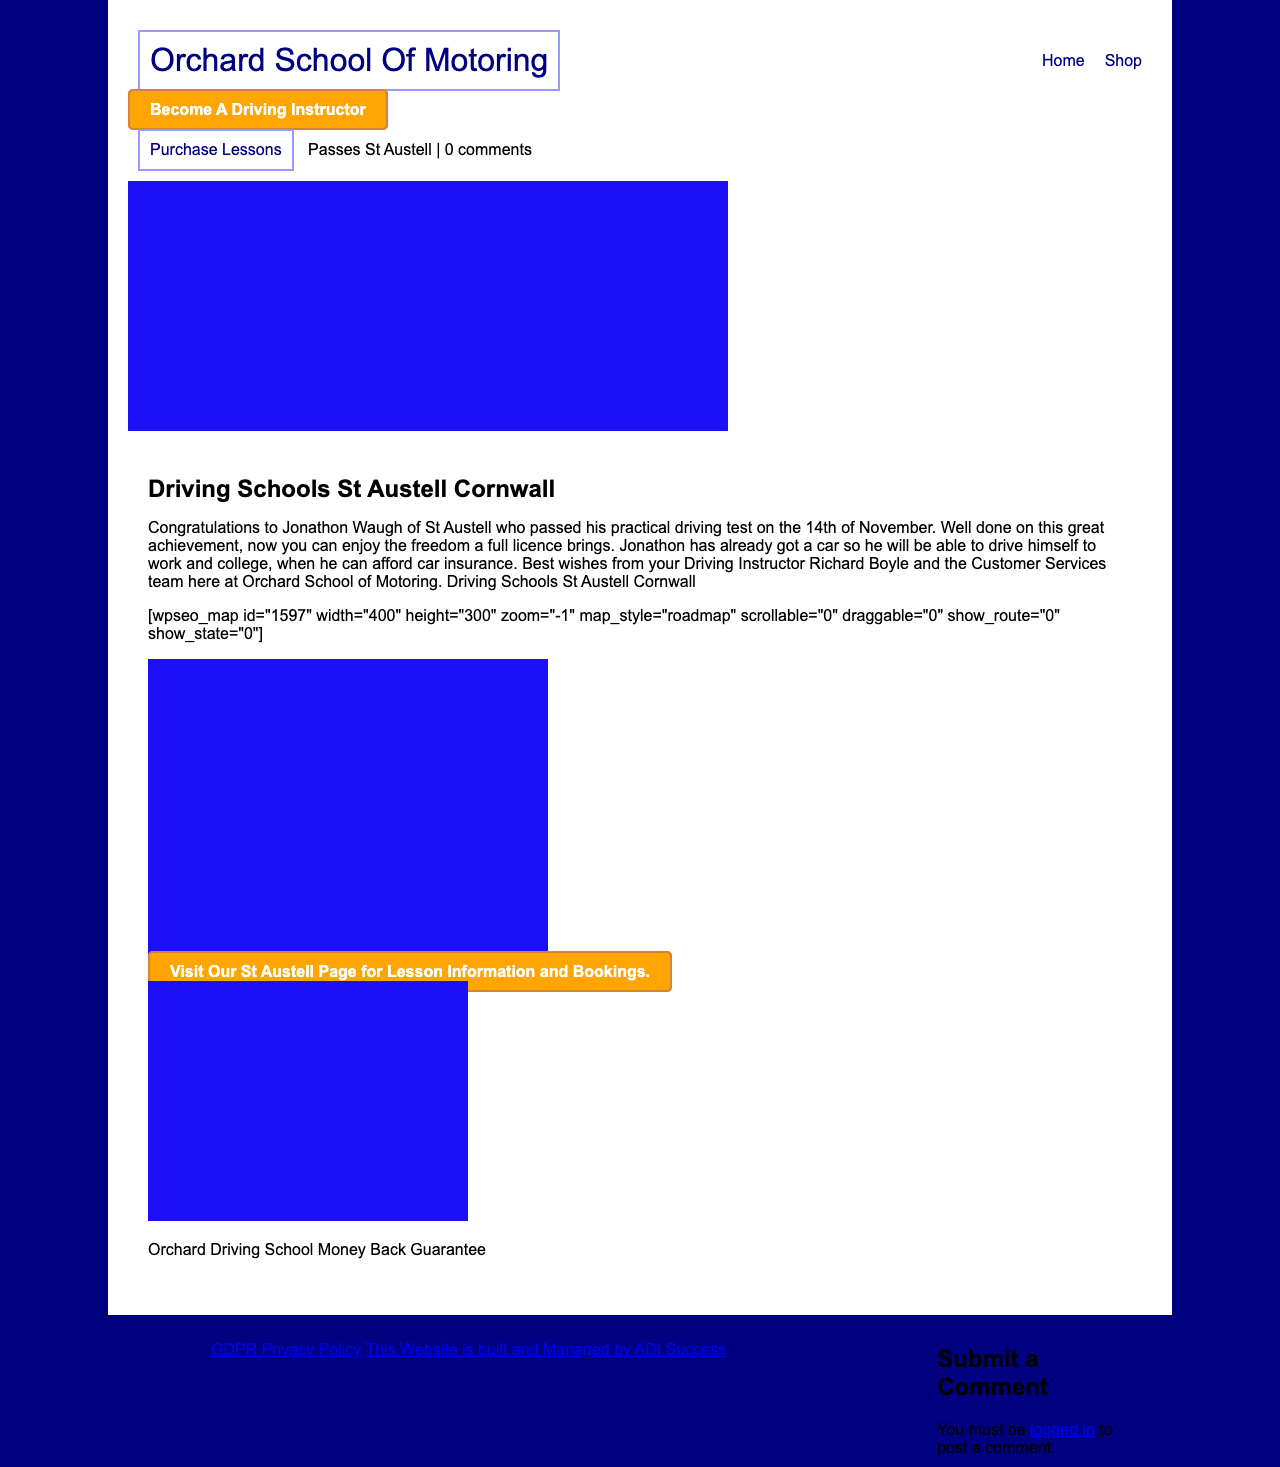 Orchard School Of Motoring
Home Shop
Become A Driving Instructor
Purchase Lessons Passes St Austell | 0 comments
Driving Schools St Austell Cornwall
Congratulations to Jonathon Waugh of St Austell who passed his practical driving test on the 14th of November. Well done on this great
achievement, now you can enjoy the freedom a full licence brings. Jonathon has already got a car so he will be able to drive himself to
work and college, when he can afford car insurance. Best wishes from your Driving Instructor Richard Boyle and the Customer Services
team here at Orchard School of Motoring. Driving Schools St Austell Cornwall
[wpseo_map id="1597" width="400" height="300" zoom="-1" map_style="roadmap" scrollable="0" draggable="0" show_route="0"
show_state="0"]
Visit Our St Austell Page for Lesson Information and Bookings.
Orchard Driving School Money Back Guarantee
GDPR Privacy Policy This Website is built and Managed by ADI Success
Submit a
Comment
You must be logged in to
post a comment.